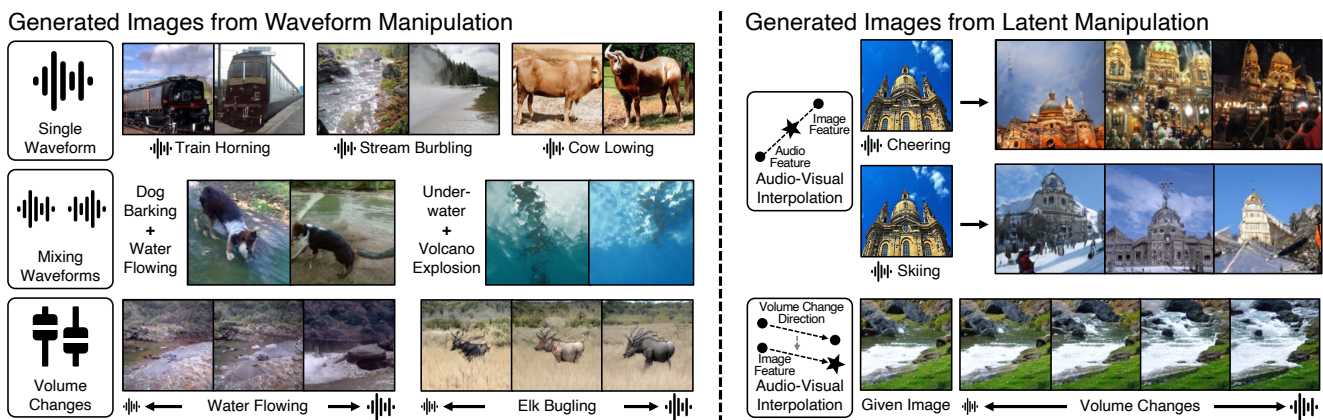 Generated Images from Waveform Manipulation
Single
Waveform
Train Horning
Stream Burbling
Cow Lowing
Mixing
Waveforms
Dog
Barking
+
Water
Flowing
Under-
water
+
Volcano
Explosion
Volume
Changes
Water Flowing
Elk Bugling
Generated Images from Latent Manipulation
Image
Feature
Audio
Feature
Audio-Visual
Interpolation
Cheering
Skiing
Volume Change
Direction
Image
Feature
Audio-Visual
Interpolation
Given Image
Volume Changes